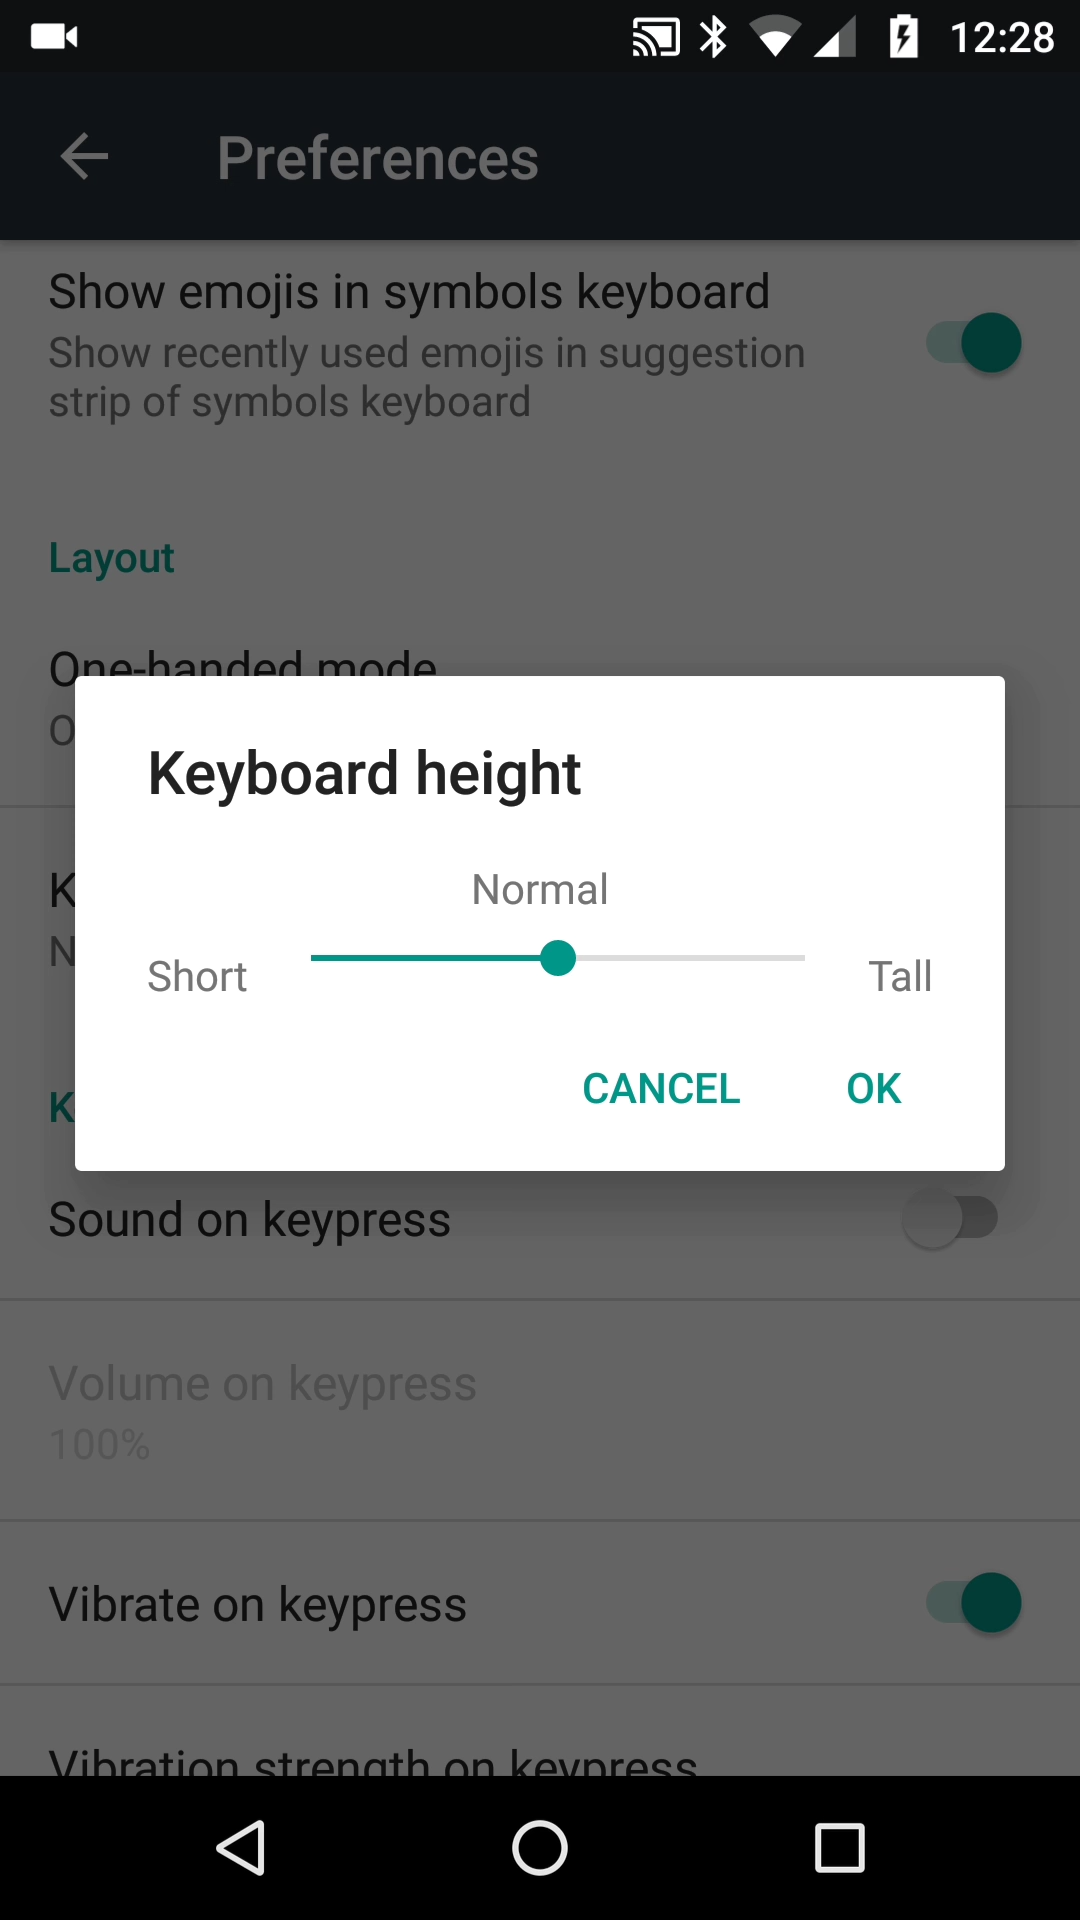 12:28
Preferences
Show emojis in symbols keyboard
Show recently used emojis in suggestion
strip of symbols keyboard
Layout
One-handed mode
O
K
N
K
Keyboard height
Normal
Short
Tall
CANCEL
OK
Sound on keypress
Volume on keypress
100%
Vibrate on keypress
Vibration strength on keypress